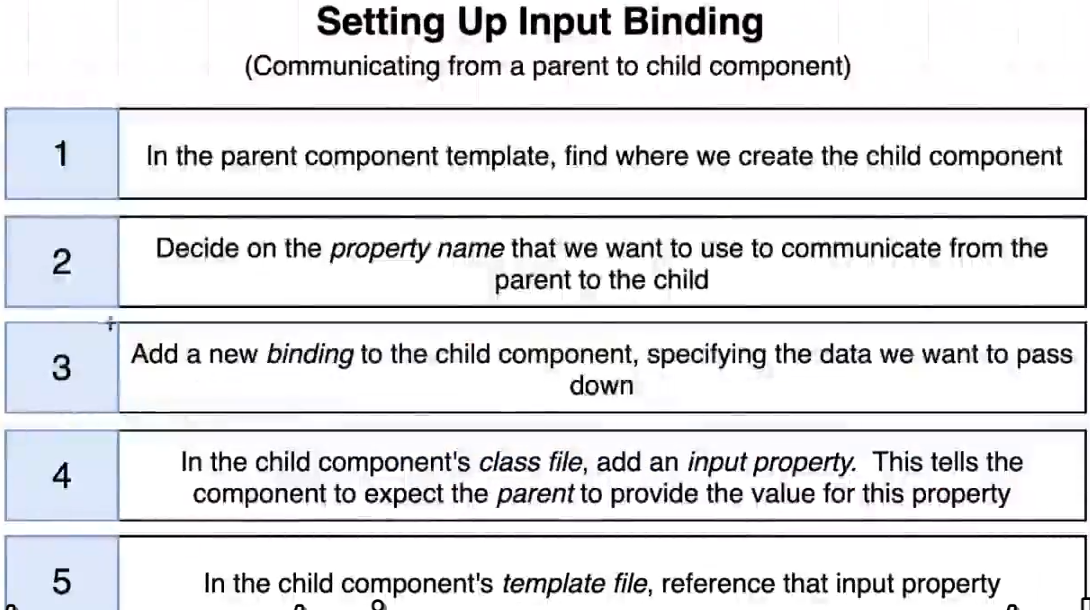 Setting Up Input Binding
(Communicating from a parent to child component)
1
In the parent component template, find where we create the child component
2
Decide on the property name that we want to use to communicate from the
parent to the child
3
Add a new binding to the child component, specifying the data we want to pass
down
4
In the child component's class file, add an input property. This tells the
component to expect the parent to provide the value for this property
5
In the child component's template file, reference that input property